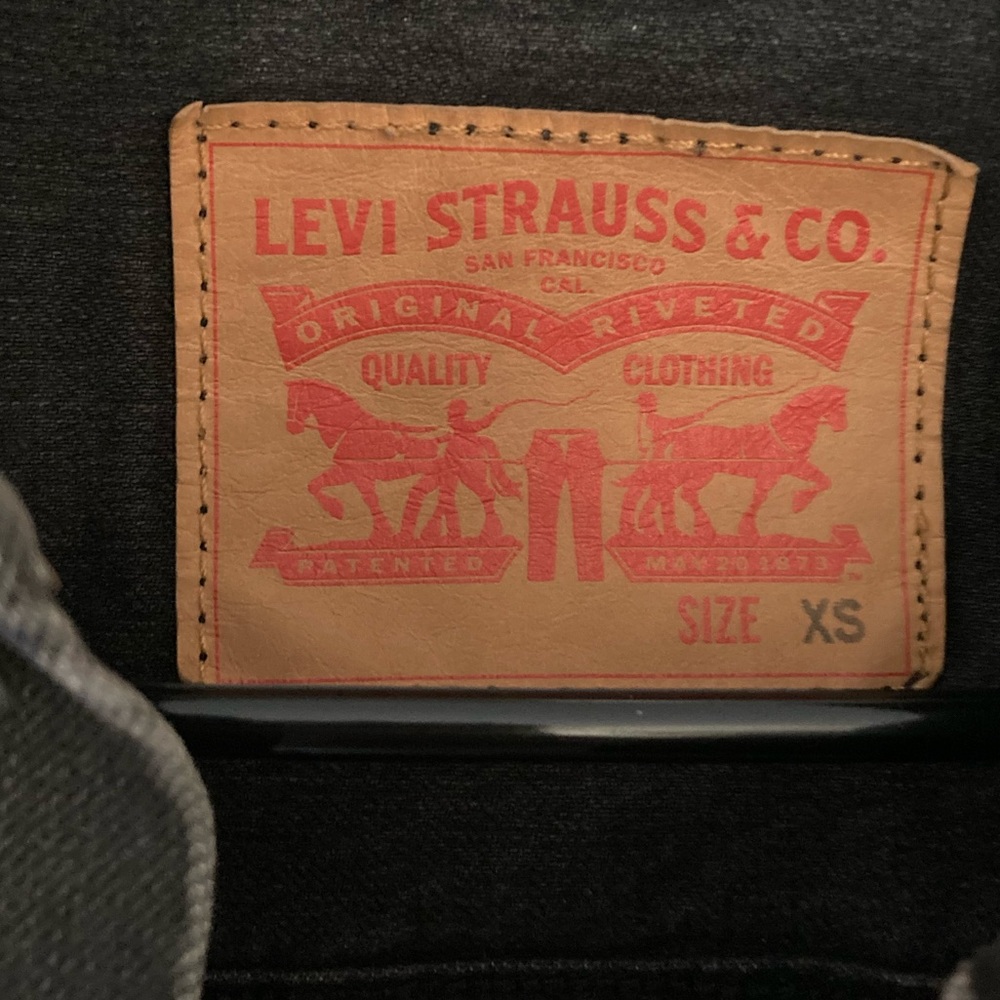 LEVI STRAUSS & CO.
SAN FRANCISCO
CAL.
ORIGINAL RIVETED
QUALITY CLOTHING
PATENTED MAY 20 1873
SIZE XS